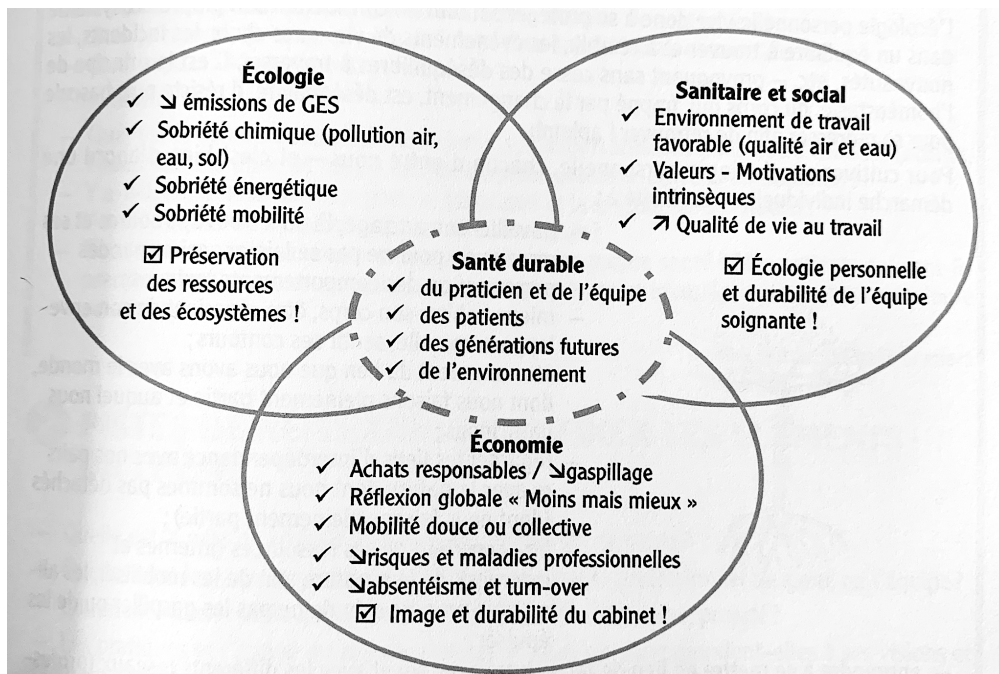 Écologie
✓ ↘ émissions de GES
✓ Sobriété chimique (pollution air,
eau, sol)
✓ Sobriété énergétique
✓ Sobriété mobilité
☑ Préservation
des ressources
et des écosystèmes !
Sanitaire et social
✓ Environnement de travail
favorable (qualité air et eau)
✓ Valeurs - Motivations
intrinsèques
✓ ↗ Qualité de vie au travail
☑ Écologie personnelle
et durabilité de l'équipe
soignante !
Santé durable
✓ du praticien et de l'équipe
✓ des patients
✓ des générations futures
✓ de l'environnement
Économie
✓ Achats responsables / ↘gaspillage
✓ Réflexion globale « Moins mais mieux »
✓ Mobilité douce ou collective
✓ ↘risques et maladies professionnelles
✓ ↘absentéisme et turn-over
☑ Image et durabilité du cabinet !